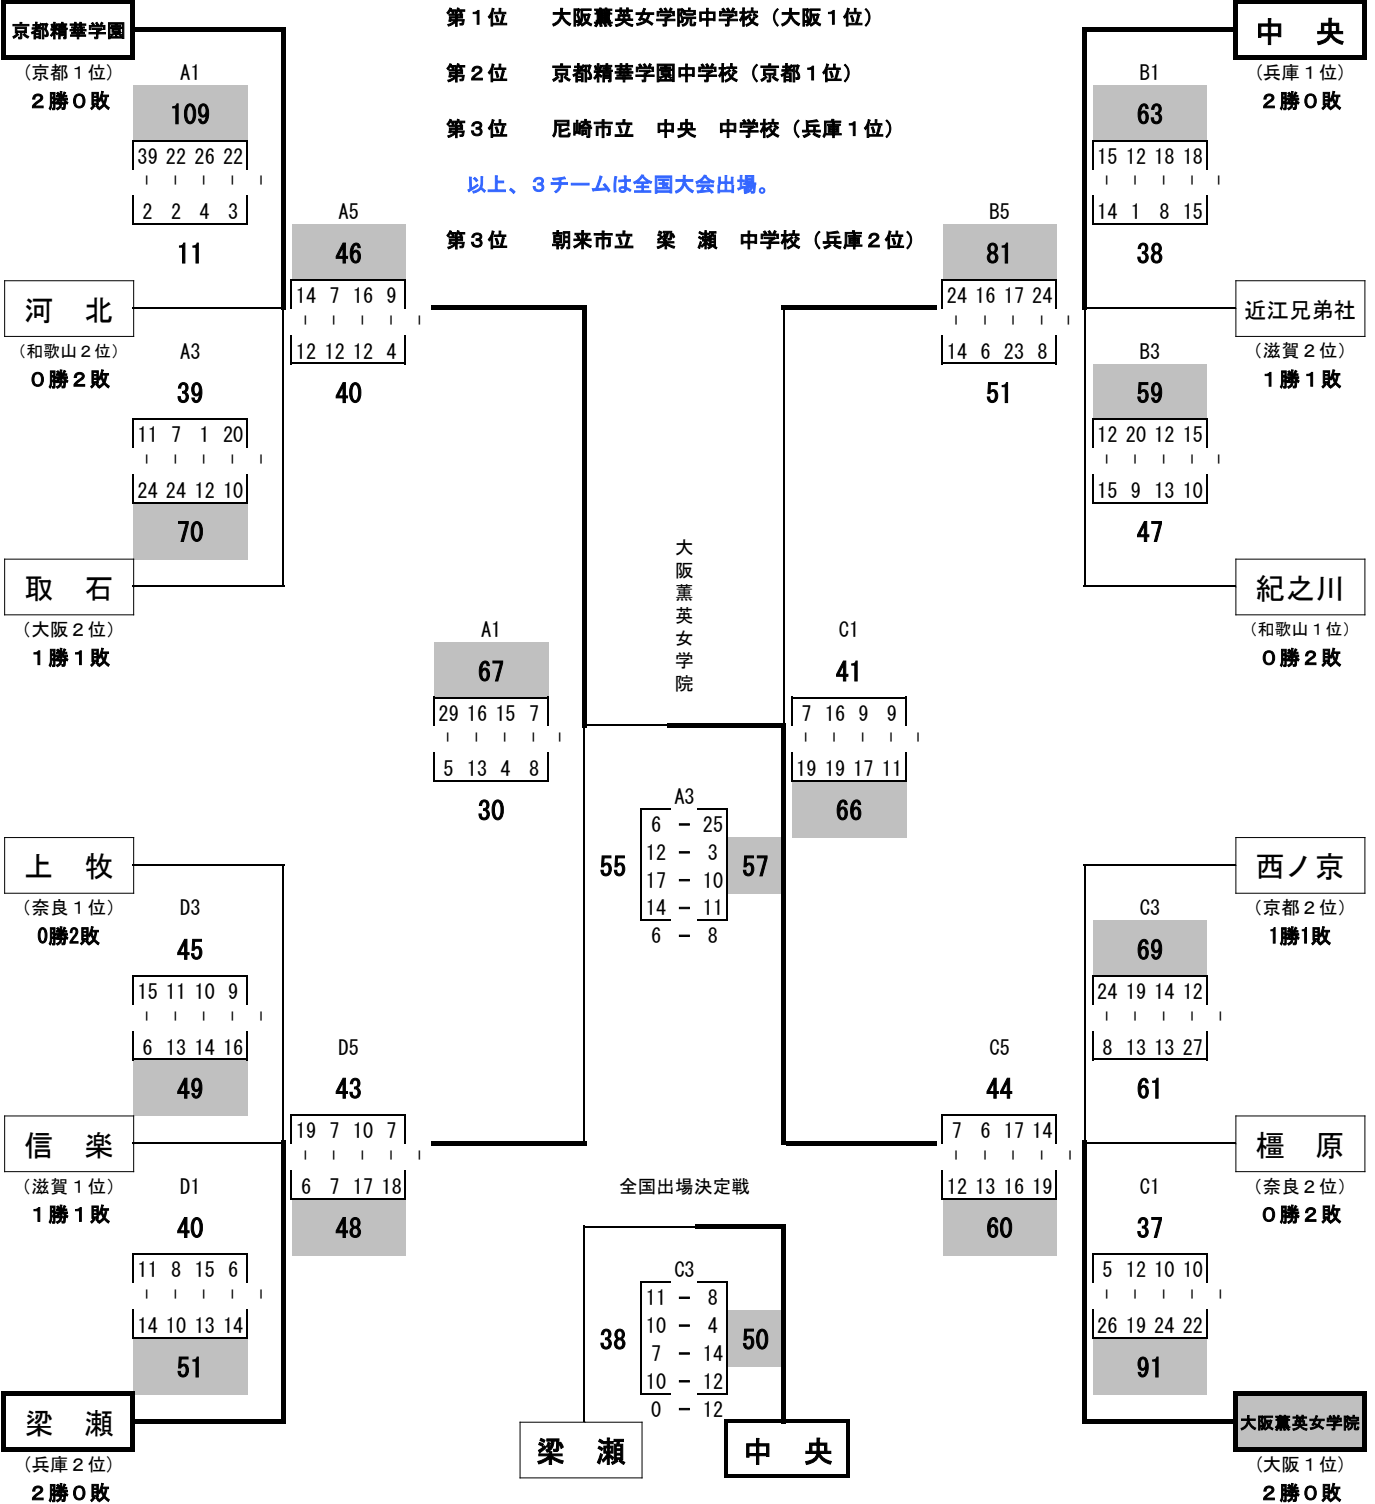 第１位　　大阪薫英女学院中学校（大阪１位）
第２位　　京都精華学園中学校（京都１位）
第３位　　尼崎市立　中央　中学校（兵庫１位）
以上、３チームは全国大会出場。
第３位　　朝来市立　梁　瀬　中学校（兵庫２位）
京都精華学園
（京都１位）
２勝０敗
A1
109
39 22 26 22
- - - - -
2 2 4 3
11
河　北
（和歌山２位）
０勝２敗
A3
39
11 7 1 20
- - - - -
24 24 12 10
70
取　石
（大阪２位）
１勝１敗
A5
46
14 7 16 9
- - - - -
12 12 12 4
40
上　牧
（奈良１位）
0勝2敗
D3
45
15 11 10 9
- - - - -
6 13 14 16
49
信　楽
（滋賀１位）
１勝１敗
D1
40
11 8 15 6
- - - - -
14 10 13 14
51
梁　瀬
（兵庫２位）
２勝０敗
D5
43
19 7 10 7
- - - - -
6 7 17 18
48
A1
67
29 16 15 7
- - - - -
5 13 4 8
30
大阪薫英女学院
A3
55
6 － 25
12 － 3
17 － 10
14 － 11
6 － 8
57
全国出場決定戦
C3
38
11 － 8
10 － 4
7 － 14
10 － 12
0 － 12
50
梁　瀬
中　央
C1
41
7 16 9 9
- - - - -
19 19 17 11
66
B5
81
24 16 17 24
- - - - -
14 6 23 8
51
C5
44
7 6 17 14
- - - - -
12 13 16 19
60
中　央
（兵庫１位）
２勝０敗
B1
63
15 12 18 18
- - - - -
14 1 8 15
38
近江兄弟社
（滋賀２位）
１勝１敗
B3
59
12 20 12 15
- - - - -
15 9 13 10
47
紀之川
（和歌山１位）
０勝２敗
西ノ京
（京都２位）
1勝1敗
C3
69
24 19 14 12
- - - - -
8 13 13 27
61
橿　原
（奈良２位）
０勝２敗
C1
37
5 12 10 10
- - - - -
26 19 24 22
91
大阪薫英女学院
（大阪１位）
２勝０敗